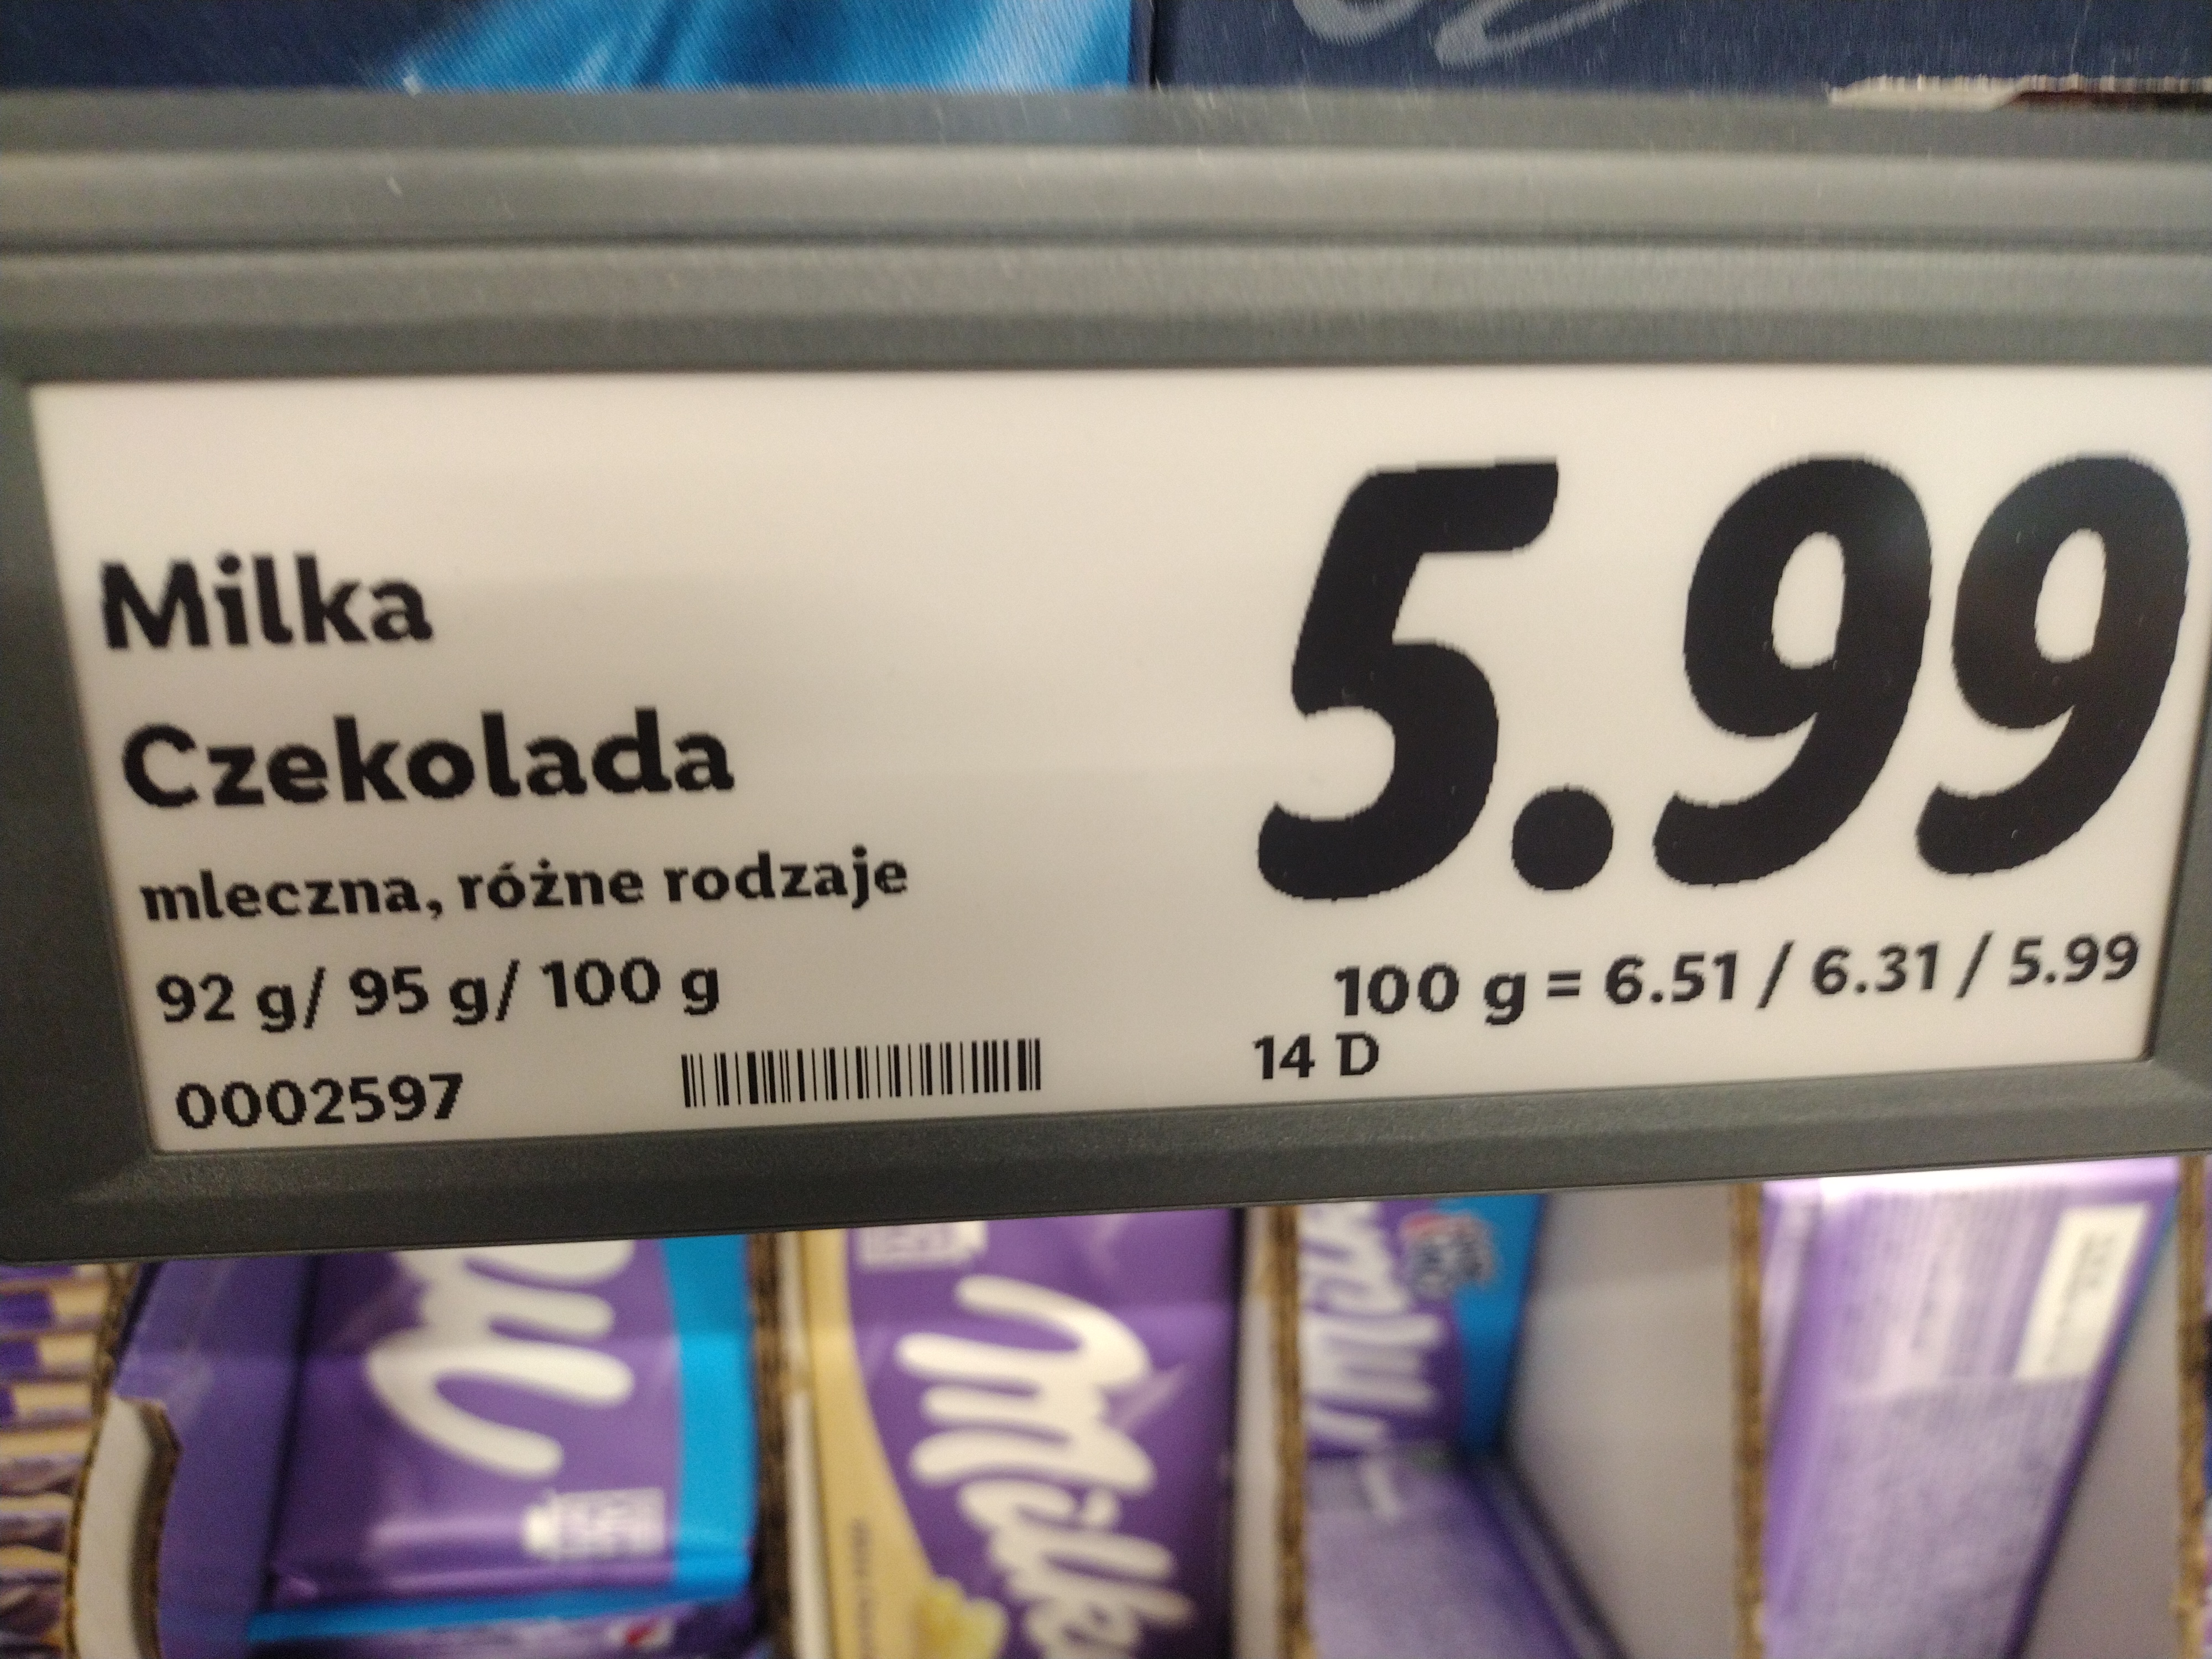 Milka
Czekolada
mleczna, różne rodzaje
92 g/ 95 g/ 100 g
0002597
5.99
100 g = 6.51 / 6.31 / 5.99
14 D
Milka